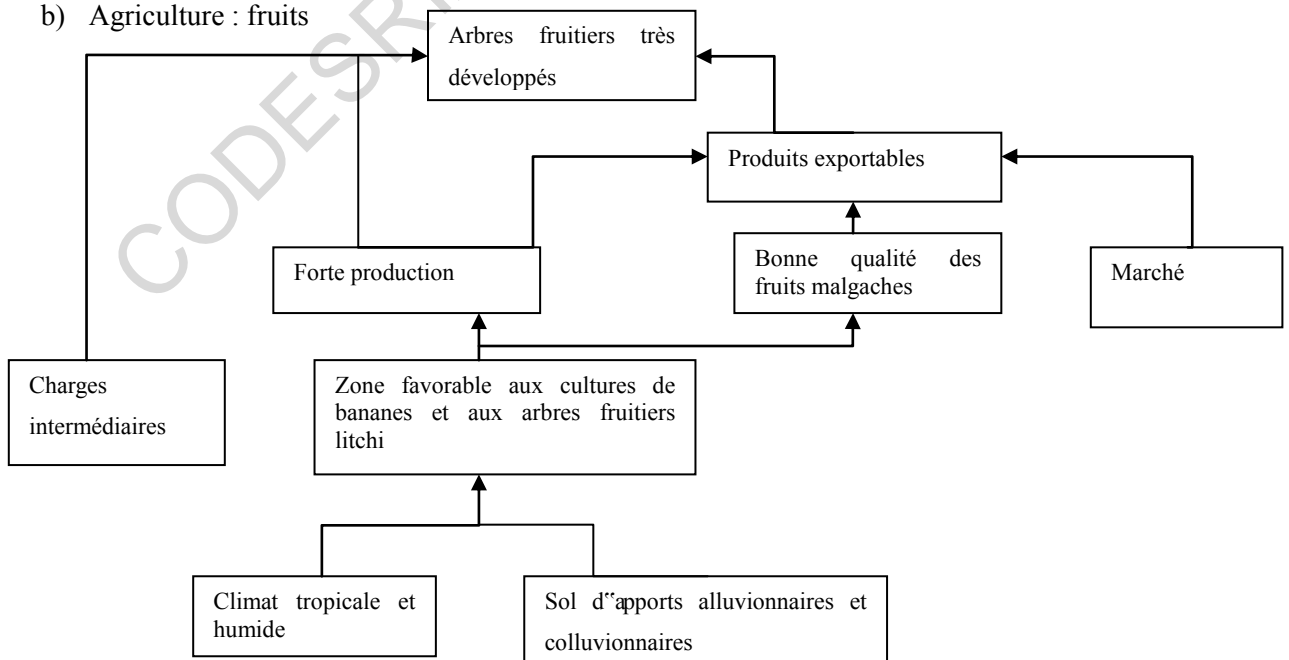 b) Agriculture : fruits
CODESRI
Arbres fruitiers très
développés
Produits exportables
Forte production
Bonne qualité des
fruits malgaches
Marché
Charges
intermédiaires
Zone favorable aux cultures de
bananes et aux arbres fruitiers
litchi
Climat tropicale et
humide
Sol d‟apports alluvionnaires et
colluvionnaires